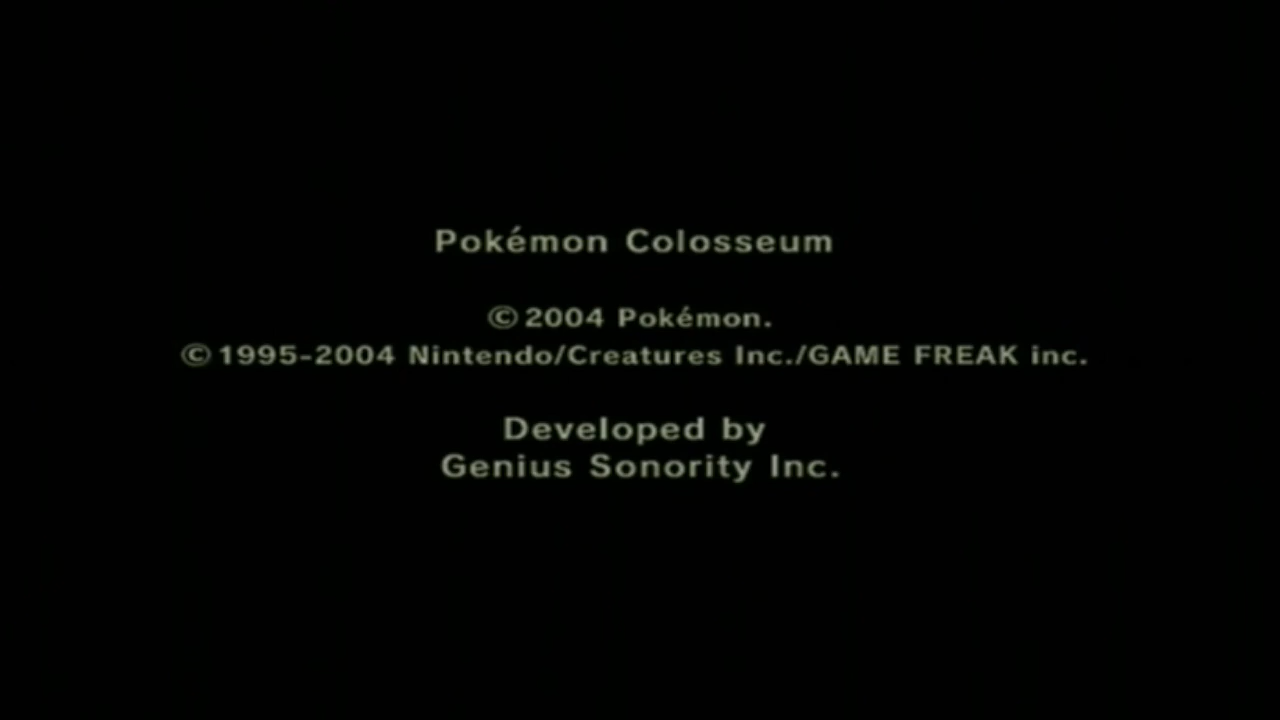 Pokémon Colosseum
©2004 Pokémon.
©1995-2004 Nintendo/Creatures Inc./GAME FREAK inc.
Developed by
Genius Sonority Inc.